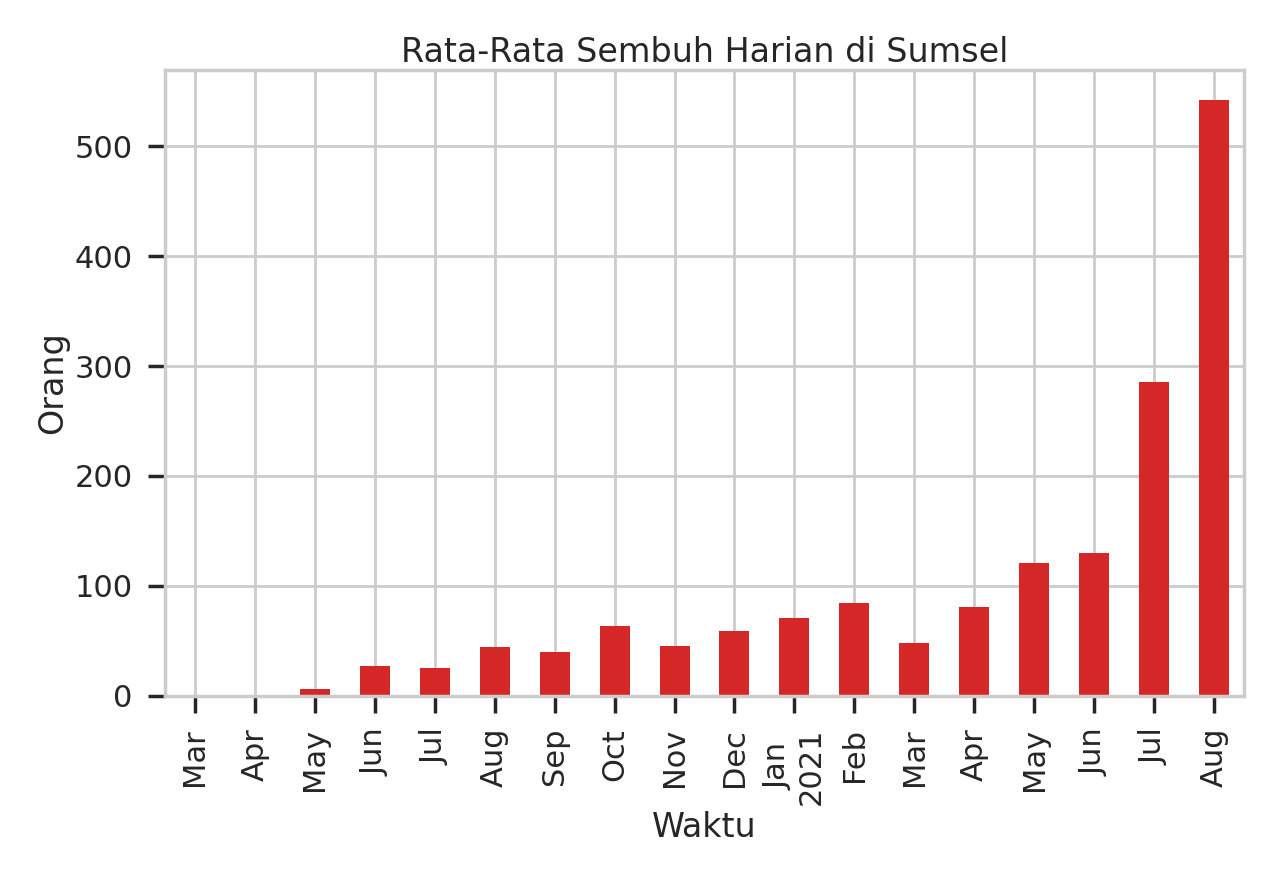 Rata-Rata Sembuh Harian di Sumsel
Orang
500
400
300
200
100
0
Mar
Apr
May
Jun
Jul
Aug
Sep
Oct
Nov
Dec
Jan
2021
Feb
Mar
Apr
May
Jun
Jul
Aug
Waktu